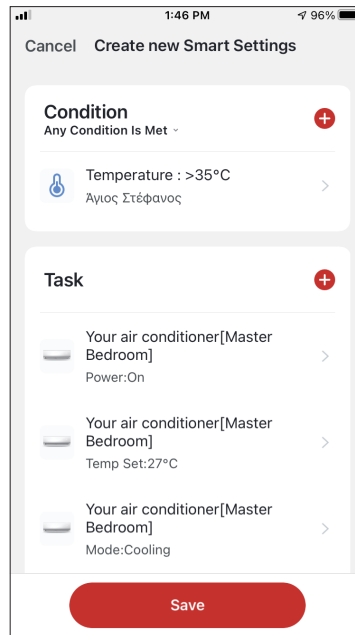 1:46 PM
96%
Cancel Create new Smart Settings
Condition
Any Condition Is Met
Temperature : >35°C
Άγιος Στέφανος
Task
Your air conditioner[Master
Bedroom]
Power:On
Your air conditioner[Master
Bedroom]
Temp Set:27°C
Your air conditioner[Master
Bedroom]
Mode:Cooling
Save